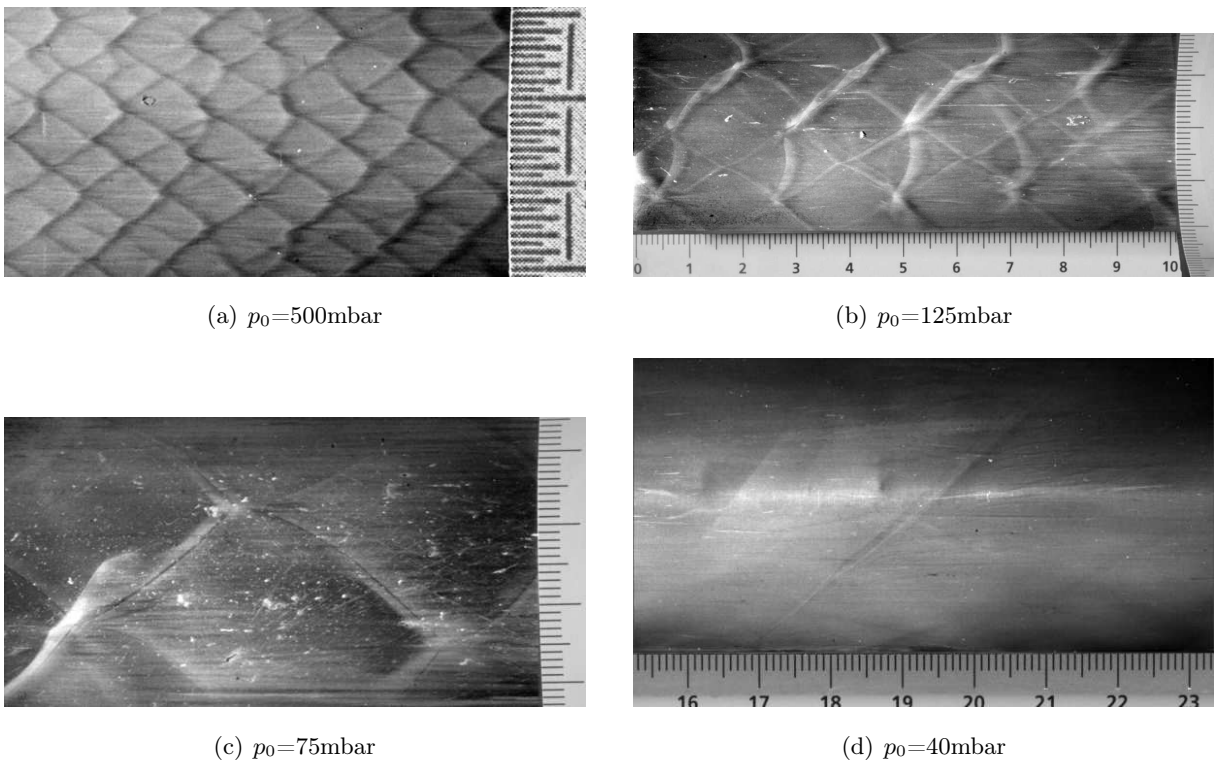 (a) p₀=500mbar
0 1 2 3 4 5 6 7 8 9 10
(b) p₀=125mbar
(c) p₀=75mbar
16 17 18 19 20 21 22 23
(d) p₀=40mbar